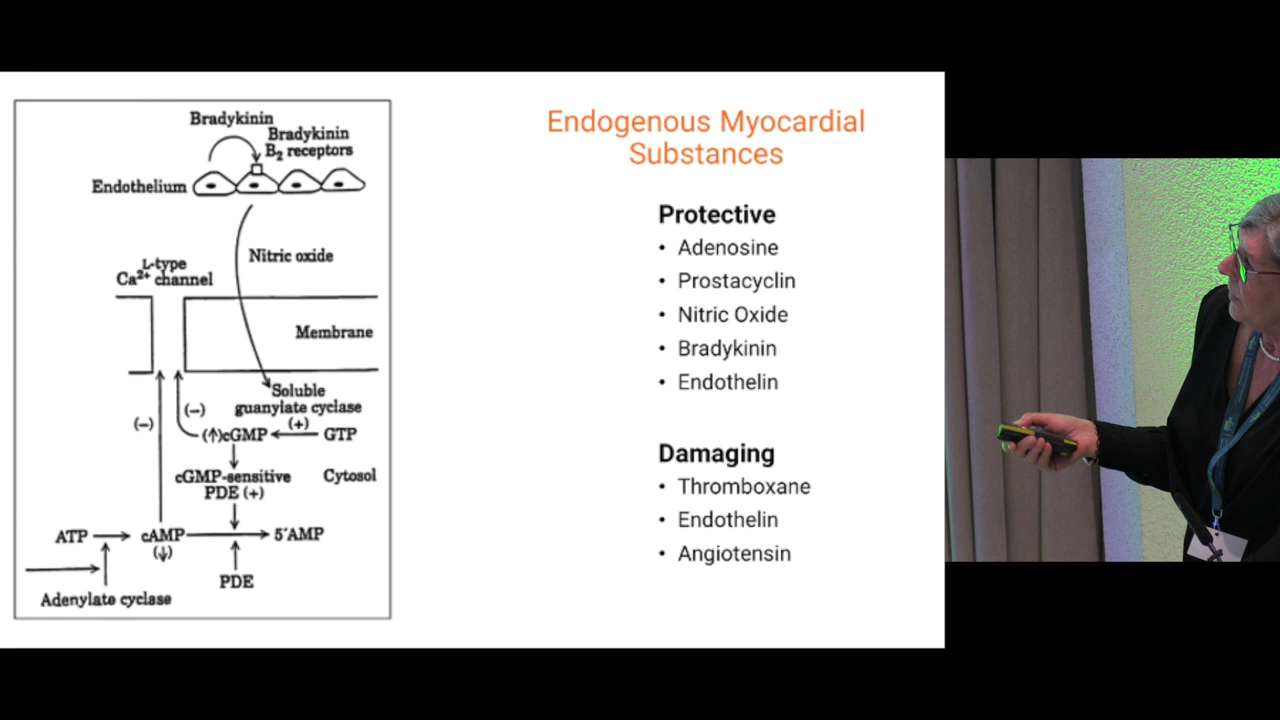 Bradykinin
Bradykinin
B₂ receptors
Endothelium
Nitric oxide
L-type
Ca²⁺ channel
Membrane
Soluble
guanylate cyclase
(−)
(−)
(+)
(↑)cGMP
GTP
cGMP-sensitive
PDE (+)
Cytosol
ATP
cAMP
5'AMP
(↓)
PDE
Adenylate cyclase
Endogenous Myocardial
Substances
Protective
• Adenosine
• Prostacyclin
• Nitric Oxide
• Bradykinin
• Endothelin
Damaging
• Thromboxane
• Endothelin
• Angiotensin